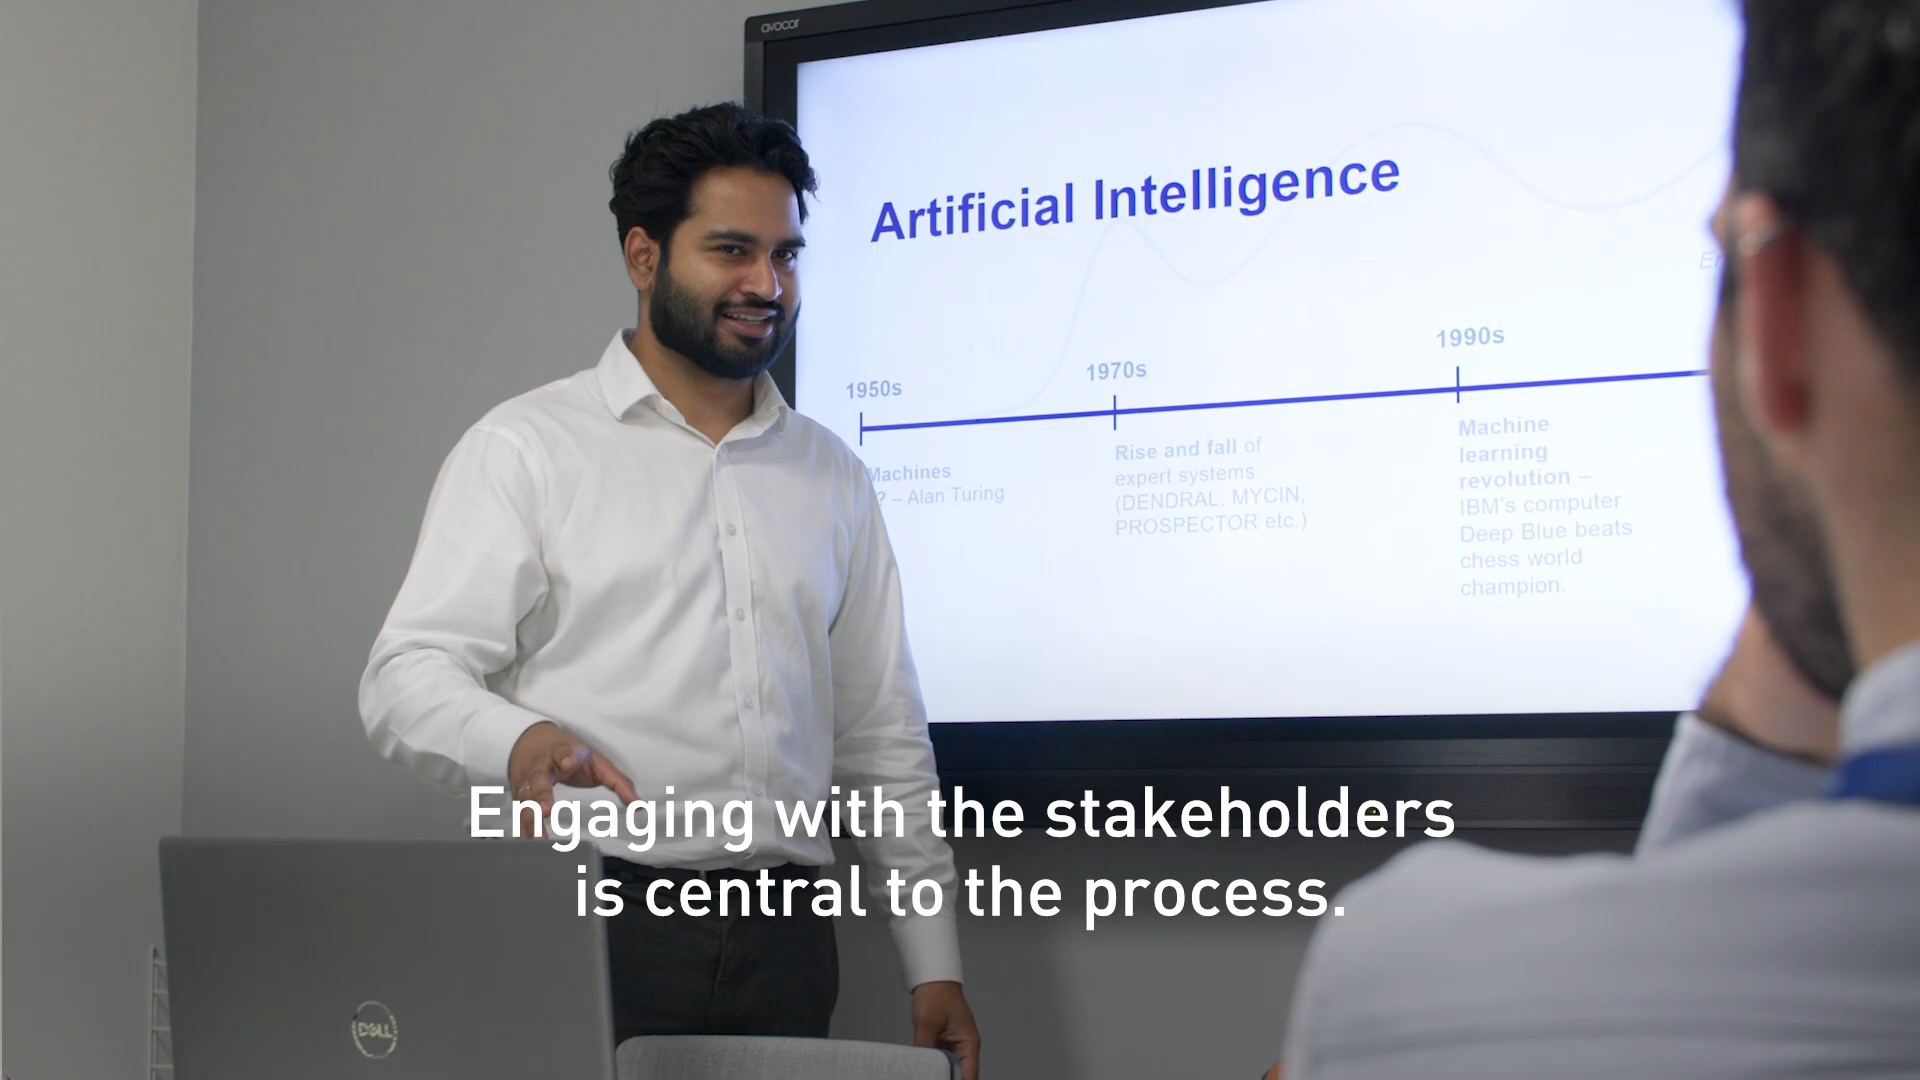 avocor
Artificial Intelligence
1950s
1970s
1990s
Machines
? – Alan Turing
Rise and fall of
expert systems
(DENDRAL, MYCIN,
PROSPECTOR etc.)
Machine
learning
revolution –
IBM's computer
Deep Blue beats
chess world
champion.
Engaging with the stakeholders
is central to the process.
DELL